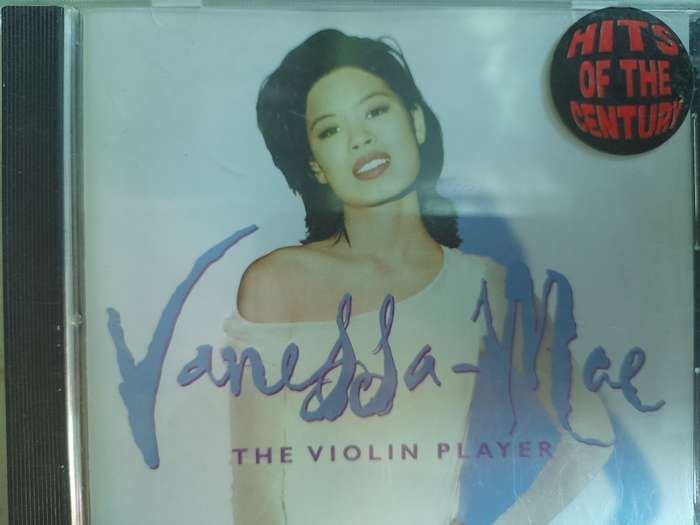 HITS
OF THE
CENTURY
Vanessa-Mae
THE VIOLIN PLAYER